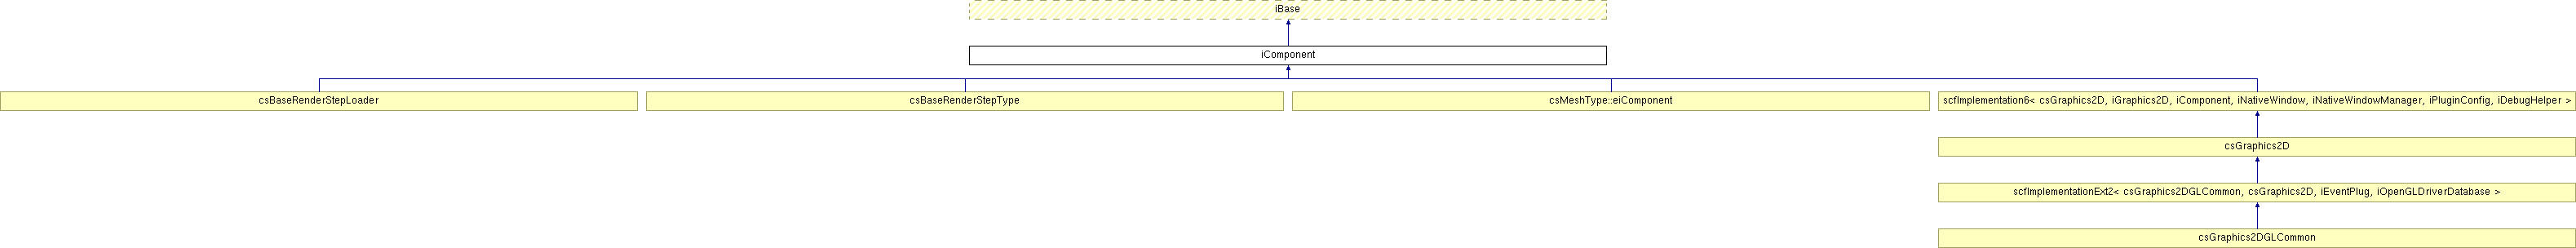 iBase
iComponent
csBaseRenderStepLoader
csBaseRenderStepType
csMeshType::eiComponent
scfImplementation6< csGraphics2D, iGraphics2D, iComponent, iNativeWindow, iNativeWindowManager, iPluginConfig, iDebugHelper >
csGraphics2D
scfImplementationExt2< csGraphics2DGLCommon, csGraphics2D, iEventPlug, iOpenGLDriverDatabase >
csGraphics2DGLCommon